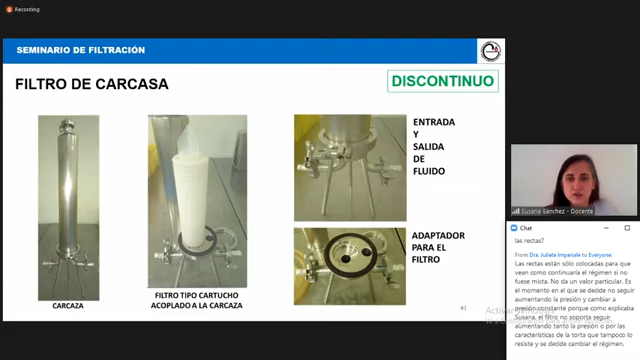 Recording
SEMINARIO DE FILTRACIÓN
FILTRO DE CARCASA
DISCONTINUO
ENTRADA
Y
SALIDA
DE
FLUIDO
ADAPTADOR
PARA EL
FILTRO
CARCAZA
FILTRO TIPO CARTUCHO
ACOPLADO A LA CARCAZA
41
Susana Sánchez - Docente
Chat
las rectas?
From Dra. Julieta Imperiale to Everyone:
Las rectas están sólo colocadas para que
vean como continuaría el régimen si no
fuese mixta. No da un valor particular. Es
el momento en el que se decide no seguir
aumentando la presión y cambiar a
presión constante porque como explicaba
Susana, el filtro no soporta seguir
aumentando tanto la presión o por las
características de la torta que tampoco lo
resiste y se decide cambiar el régimen.